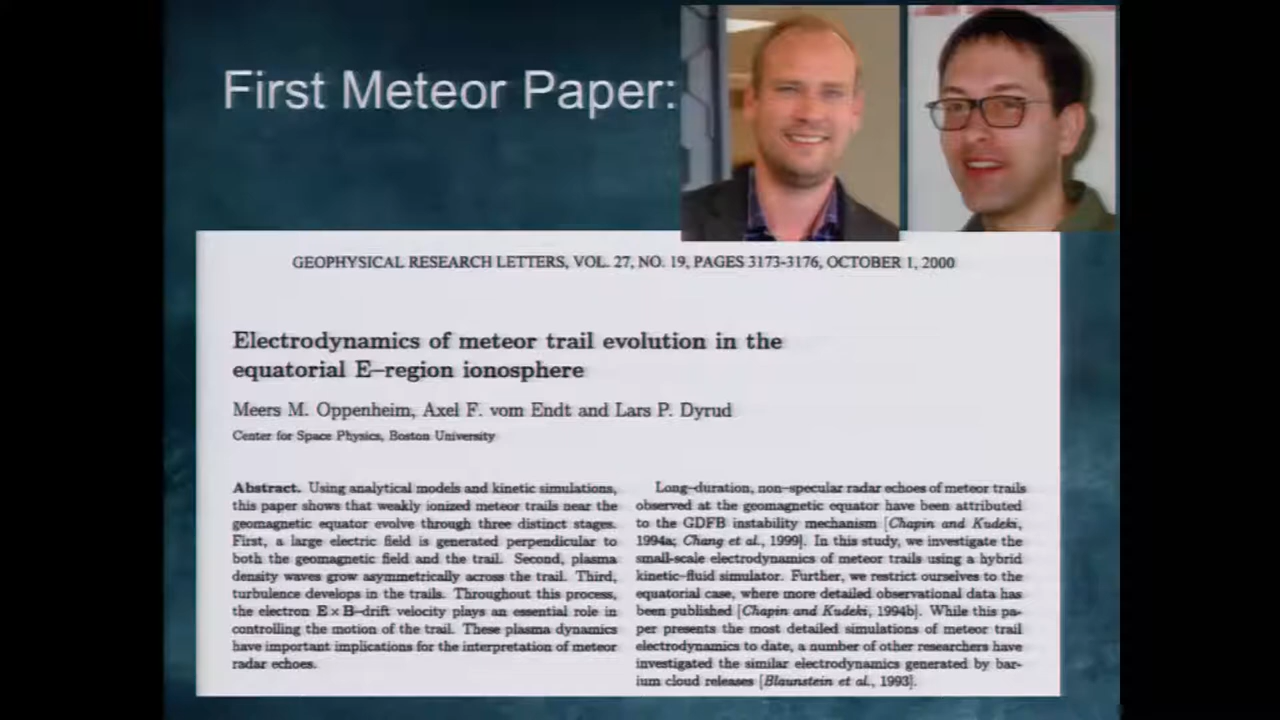 First Meteor Paper:
GEOPHYSICAL RESEARCH LETTERS, VOL. 27, NO. 19, PAGES 3173-3176, OCTOBER 1, 2000
Electrodynamics of meteor trail evolution in the
equatorial E–region ionosphere
Meers M. Oppenheim, Axel F. vom Endt and Lars P. Dyrud
Center for Space Physics, Boston University
Abstract. Using analytical models and kinetic simulations,
this paper shows that weakly ionized meteor trails near the
geomagnetic equator evolve through three distinct stages.
First, a large electric field is generated perpendicular to
both the geomagnetic field and the trail. Second, plasma
density waves grow asymmetrically across the trail. Third,
turbulence develops in the trails. Throughout this process,
the electron E×B–drift velocity plays an essential role in
controlling the motion of the trail. These plasma dynamics
have important implications for the interpretation of meteor
radar echoes.
Long–duration, non–specular radar echoes of meteor trails
observed at the geomagnetic equator have been attributed
to the GDFB instability mechanism [Chapin and Kudeki,
1994a; Chang et al., 1999]. In this study, we investigate the
small-scale electrodynamics of meteor trails using a hybrid
kinetic–fluid simulator. Further, we restrict ourselves to the
equatorial case, where more detailed observational data has
been published [Chapin and Kudeki, 1994b]. While this pa-
per presents the most detailed simulations of meteor trail
electrodynamics to date, a number of other researchers have
investigated the similar electrodynamics generated by bar-
ium cloud releases [Blaunstein et al., 1993].